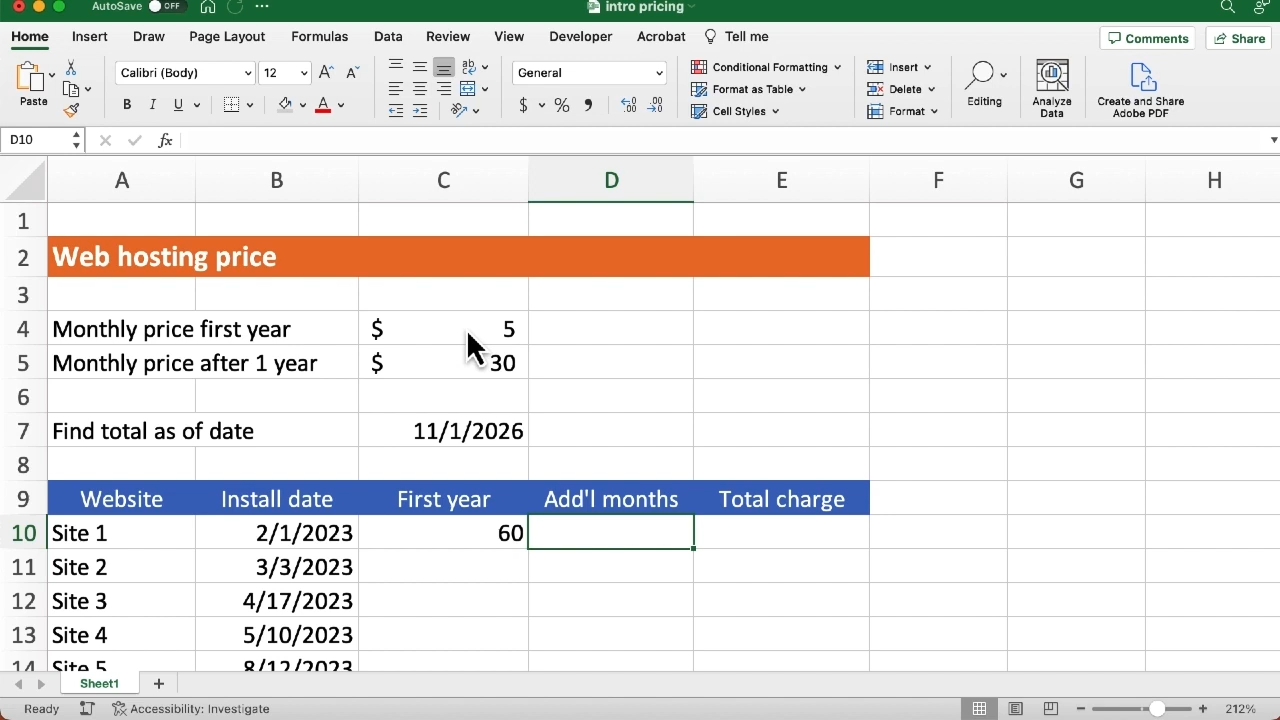 AutoSave OFF intro pricing
Home Insert Draw Page Layout Formulas Data Review View Developer Acrobat Tell me Comments Share
Paste Calibri (Body) 12 General Conditional Formatting Insert
B I U A $ % Format as Table Delete Editing Analyze Data Create and Share Adobe PDF
Cell Styles Format
D10 fx
A B C D E F G H
1
2 Web hosting price
3
4 Monthly price first year $ 5
5 Monthly price after 1 year $ 30
6
7 Find total as of date 11/1/2026
8
9 Website Install date First year Add'l months Total charge
10 Site 1 2/1/2023 60
11 Site 2 3/3/2023
12 Site 3 4/17/2023
13 Site 4 5/10/2023
14 Site 5 8/12/2023
Sheet1 +
Ready Accessibility: Investigate 212%